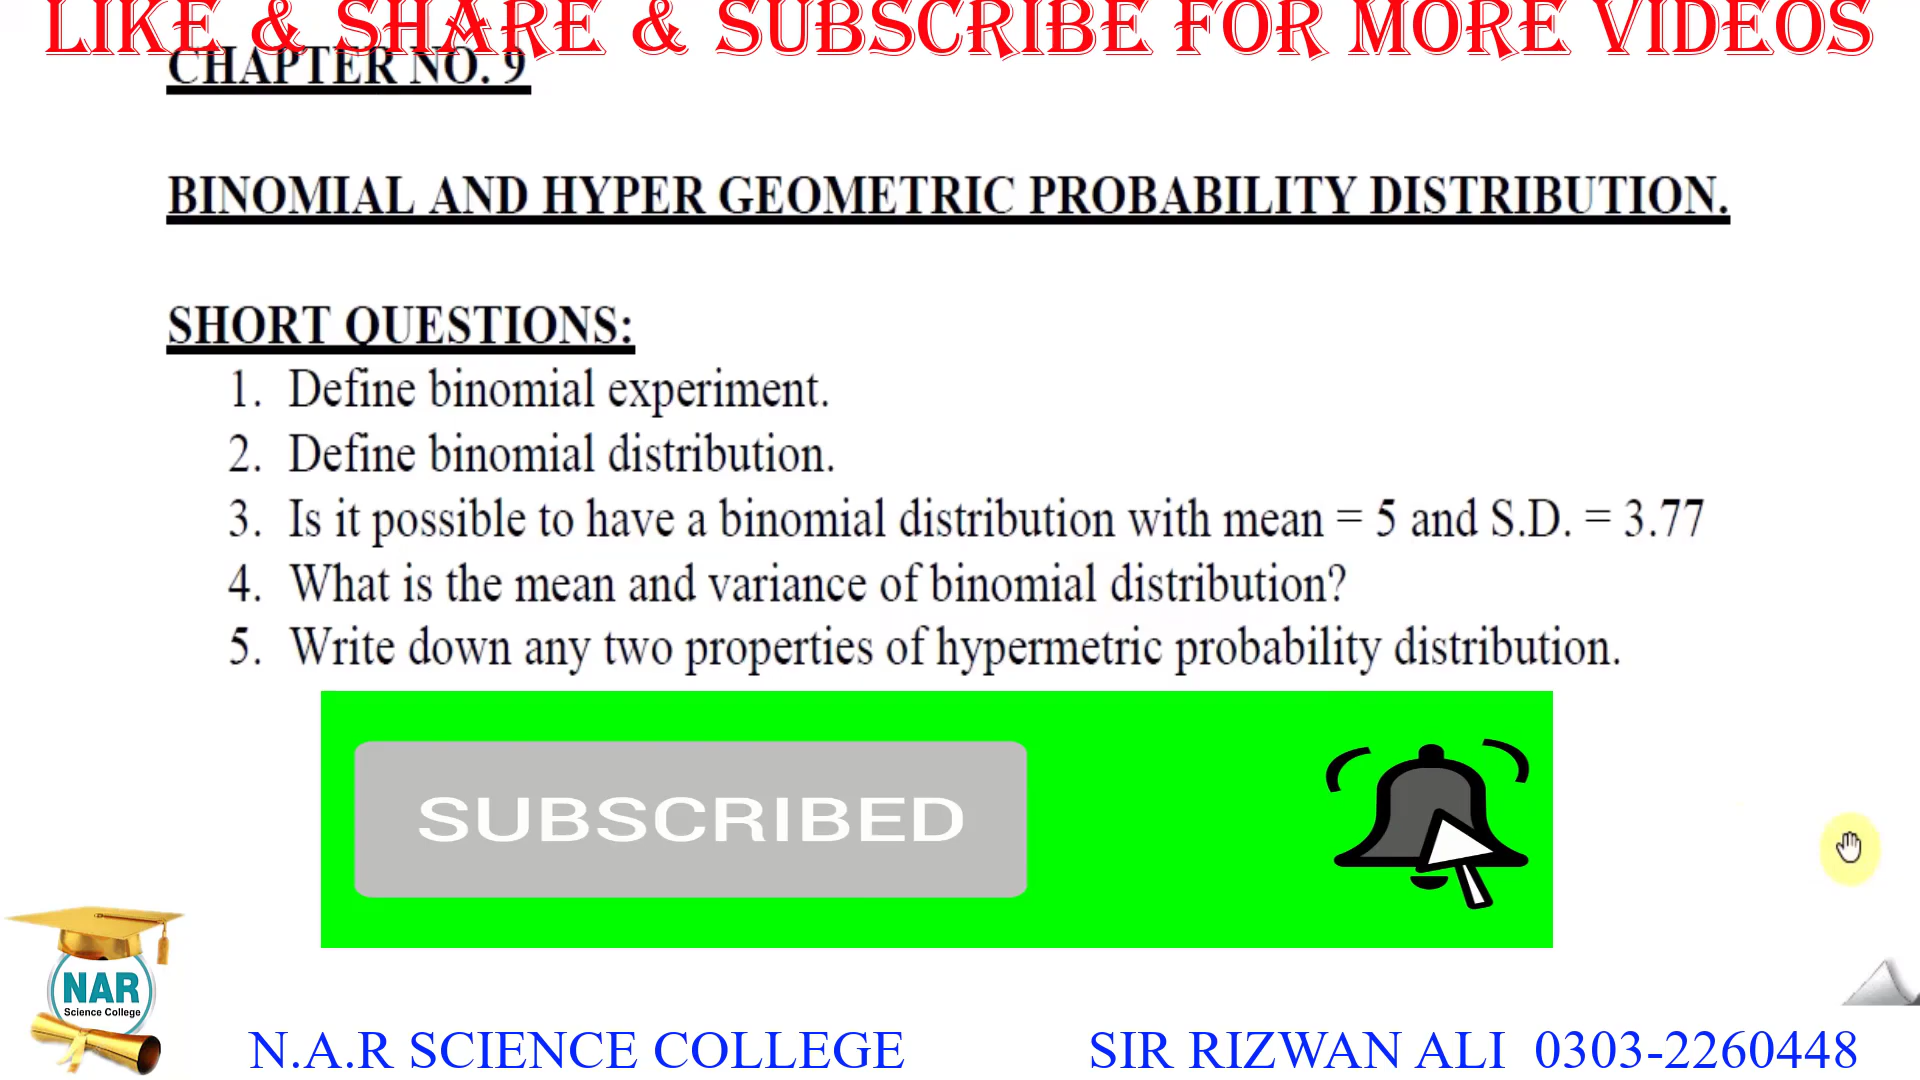 LIKE & SHARE & SUBSCRIBE FOR MORE VIDEOS
CHAPTER NO. 9
BINOMIAL AND HYPER GEOMETRIC PROBABILITY DISTRIBUTION.
SHORT QUESTIONS:
1. Define binomial experiment.
2. Define binomial distribution.
3. Is it possible to have a binomial distribution with mean = 5 and S.D. = 3.77
4. What is the mean and variance of binomial distribution?
5. Write down any two properties of hypermetric probability distribution.
SUBSCRIBED
NAR
Science College
N.A.R SCIENCE COLLEGE SIR RIZWAN ALI 0303-2260448